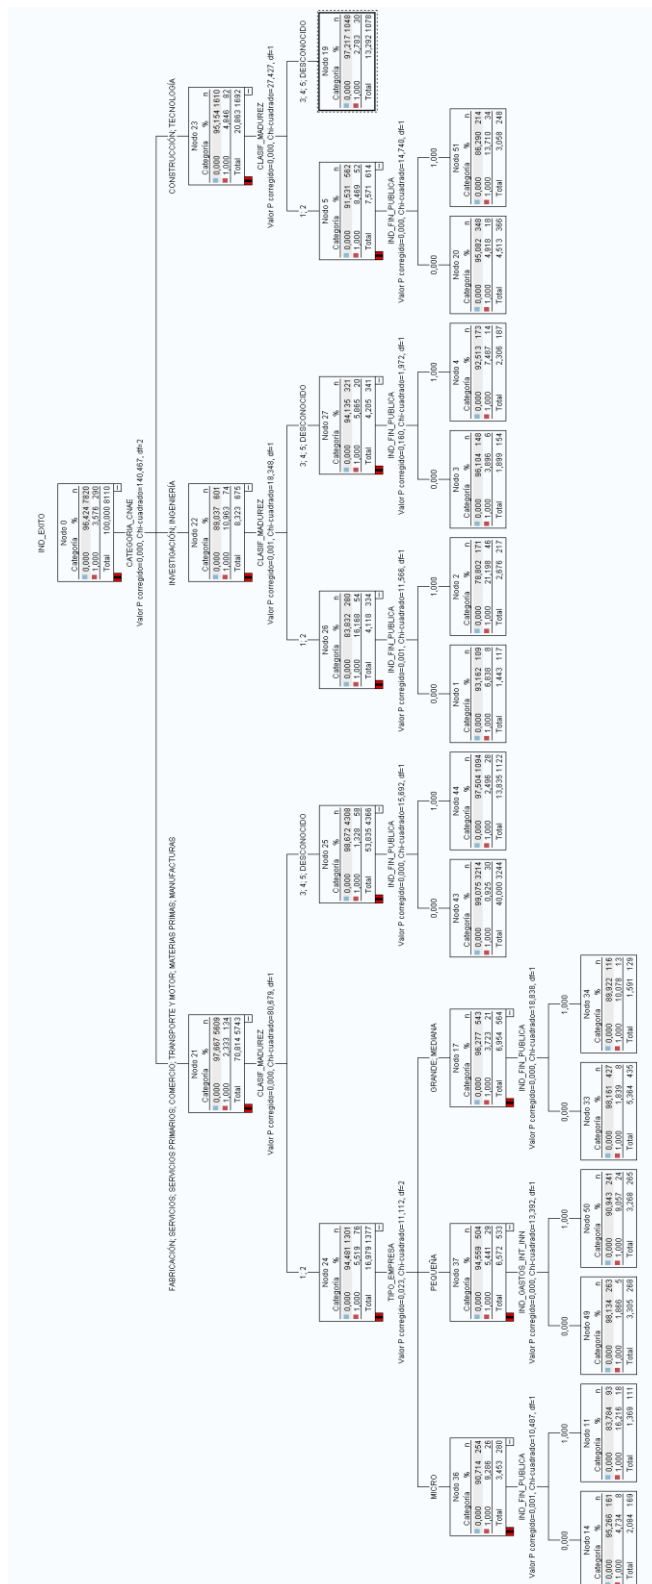 IND_EXITO
Nodo 0
Categoría % n
0,000 96,424 7820
1,000 3,576 290
Total 100,000 8110
CATEGORIA_CNAE
Valor P corregido=0,000, Chi-cuadrado=140,467, df=2
FABRICACIÓN; SERVICIOS; SERVICIOS PRIMARIOS; COMERCIO; TRANSPORTE Y MOTOR; MATERIAS PRIMAS; MANUFACTURAS
INVESTIGACIÓN; INGENIERÍA
CONSTRUCCIÓN; TECNOLOGÍA
Nodo 21
Categoría % n
0,000 97,667 5609
1,000 2,333 134
Total 70,814 5743
CLASIF_MADUREZ
Valor P corregido=0,000, Chi-cuadrado=80,679, df=1
Nodo 22
Categoría % n
0,000 89,037 601
1,000 10,963 74
Total 8,323 675
CLASIF_MADUREZ
Valor P corregido=0,001, Chi-cuadrado=18,348, df=1
Nodo 23
Categoría % n
0,000 95,154 1610
1,000 4,846 82
Total 20,863 1692
CLASIF_MADUREZ
Valor P corregido=0,000, Chi-cuadrado=27,427, df=1
1; 2
3; 4; 5; DESCONOCIDO
1; 2
3; 4; 5; DESCONOCIDO
1; 2
3; 4; 5; DESCONOCIDO
Nodo 24
Categoría % n
0,000 94,481 1301
1,000 5,519 76
Total 16,979 1377
TIPO_EMPRESA
Valor P corregido=0,023, Chi-cuadrado=11,112, df=2
Nodo 25
Categoría % n
0,000 98,672 4308
1,000 1,328 58
Total 53,835 4366
IND_FIN_PUBLICA
Valor P corregido=0,000, Chi-cuadrado=15,692, df=1
Nodo 26
Categoría % n
0,000 83,832 280
1,000 16,168 54
Total 4,118 334
IND_FIN_PUBLICA
Valor P corregido=0,001, Chi-cuadrado=11,566, df=1
Nodo 27
Categoría % n
0,000 94,135 321
1,000 5,865 20
Total 4,205 341
IND_FIN_PUBLICA
Valor P corregido=0,160, Chi-cuadrado=1,972, df=1
Nodo 5
Categoría % n
0,000 91,531 562
1,000 8,469 52
Total 7,571 614
IND_FIN_PUBLICA
Valor P corregido=0,000, Chi-cuadrado=14,740, df=1
Nodo 19
Categoría % n
0,000 97,217 1048
1,000 2,783 30
Total 13,292 1078
MICRO
PEQUEÑA
GRANDE_MEDIANA
0,000
1,000
0,000
1,000
0,000
1,000
0,000
1,000
Nodo 36
Categoría % n
0,000 90,714 254
1,000 9,286 26
Total 3,453 280
IND_FIN_PUBLICA
Valor P corregido=0,001, Chi-cuadrado=10,487, df=1
Nodo 37
Categoría % n
0,000 94,559 504
1,000 5,441 29
Total 6,572 533
IND_GASTOS_INT_INN
Valor P corregido=0,000, Chi-cuadrado=13,392, df=1
Nodo 17
Categoría % n
0,000 96,277 543
1,000 3,723 21
Total 6,954 564
IND_FIN_PUBLICA
Valor P corregido=0,000, Chi-cuadrado=18,838, df=1
Nodo 43
Categoría % n
0,000 99,075 3214
1,000 0,925 30
Total 40,000 3244
Nodo 44
Categoría % n
0,000 97,504 1094
1,000 2,496 28
Total 13,835 1122
Nodo 1
Categoría % n
0,000 93,162 109
1,000 6,838 8
Total 1,443 117
Nodo 2
Categoría % n
0,000 78,802 171
1,000 21,198 46
Total 2,676 217
Nodo 3
Categoría % n
0,000 96,104 148
1,000 3,896 6
Total 1,899 154
Nodo 4
Categoría % n
0,000 92,513 173
1,000 7,487 14
Total 2,306 187
Nodo 20
Categoría % n
0,000 95,082 348
1,000 4,918 18
Total 4,513 366
Nodo 51
Categoría % n
0,000 86,290 214
1,000 13,710 34
Total 3,058 248
0,000
1,000
0,000
1,000
0,000
1,000
Nodo 14
Categoría % n
0,000 95,266 161
1,000 4,734 8
Total 2,084 169
Nodo 11
Categoría % n
0,000 83,784 93
1,000 16,216 18
Total 1,369 111
Nodo 49
Categoría % n
0,000 98,134 263
1,000 1,866 5
Total 3,305 268
Nodo 50
Categoría % n
0,000 90,943 241
1,000 9,057 24
Total 3,268 265
Nodo 33
Categoría % n
0,000 98,161 427
1,000 1,839 8
Total 5,364 435
Nodo 34
Categoría % n
0,000 89,922 116
1,000 10,078 13
Total 1,591 129